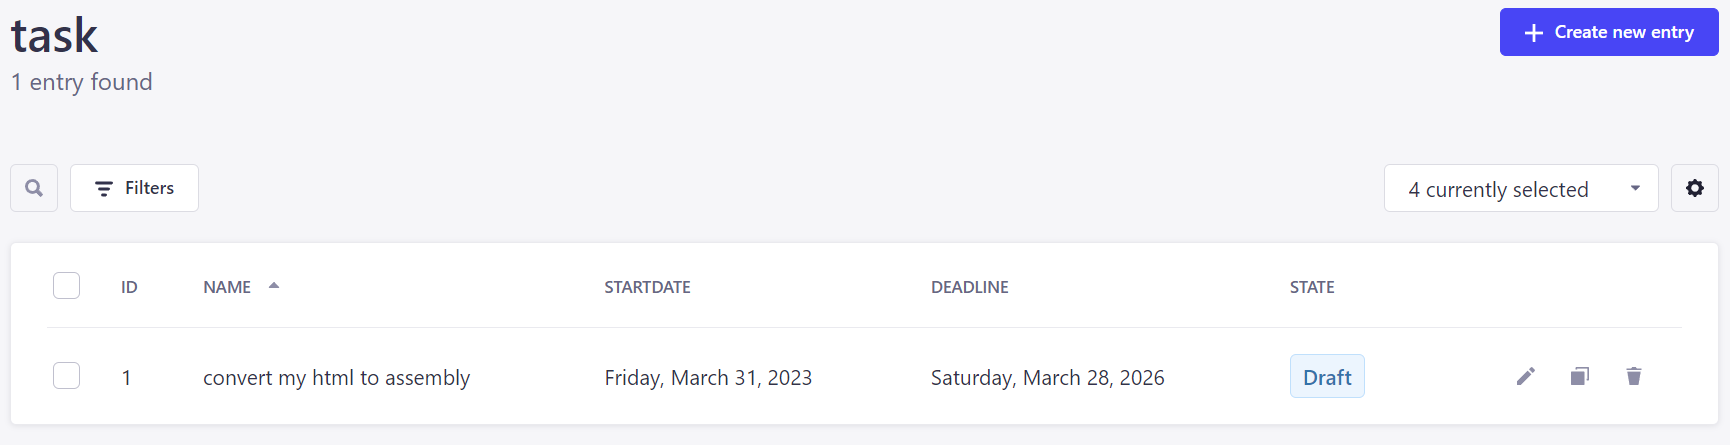 task
Create new entry
1 entry found
Filters
4 currently selected
ID NAME STARTDATE DEADLINE STATE
1 convert my html to assembly Friday, March 31, 2023 Saturday, March 28, 2026 Draft